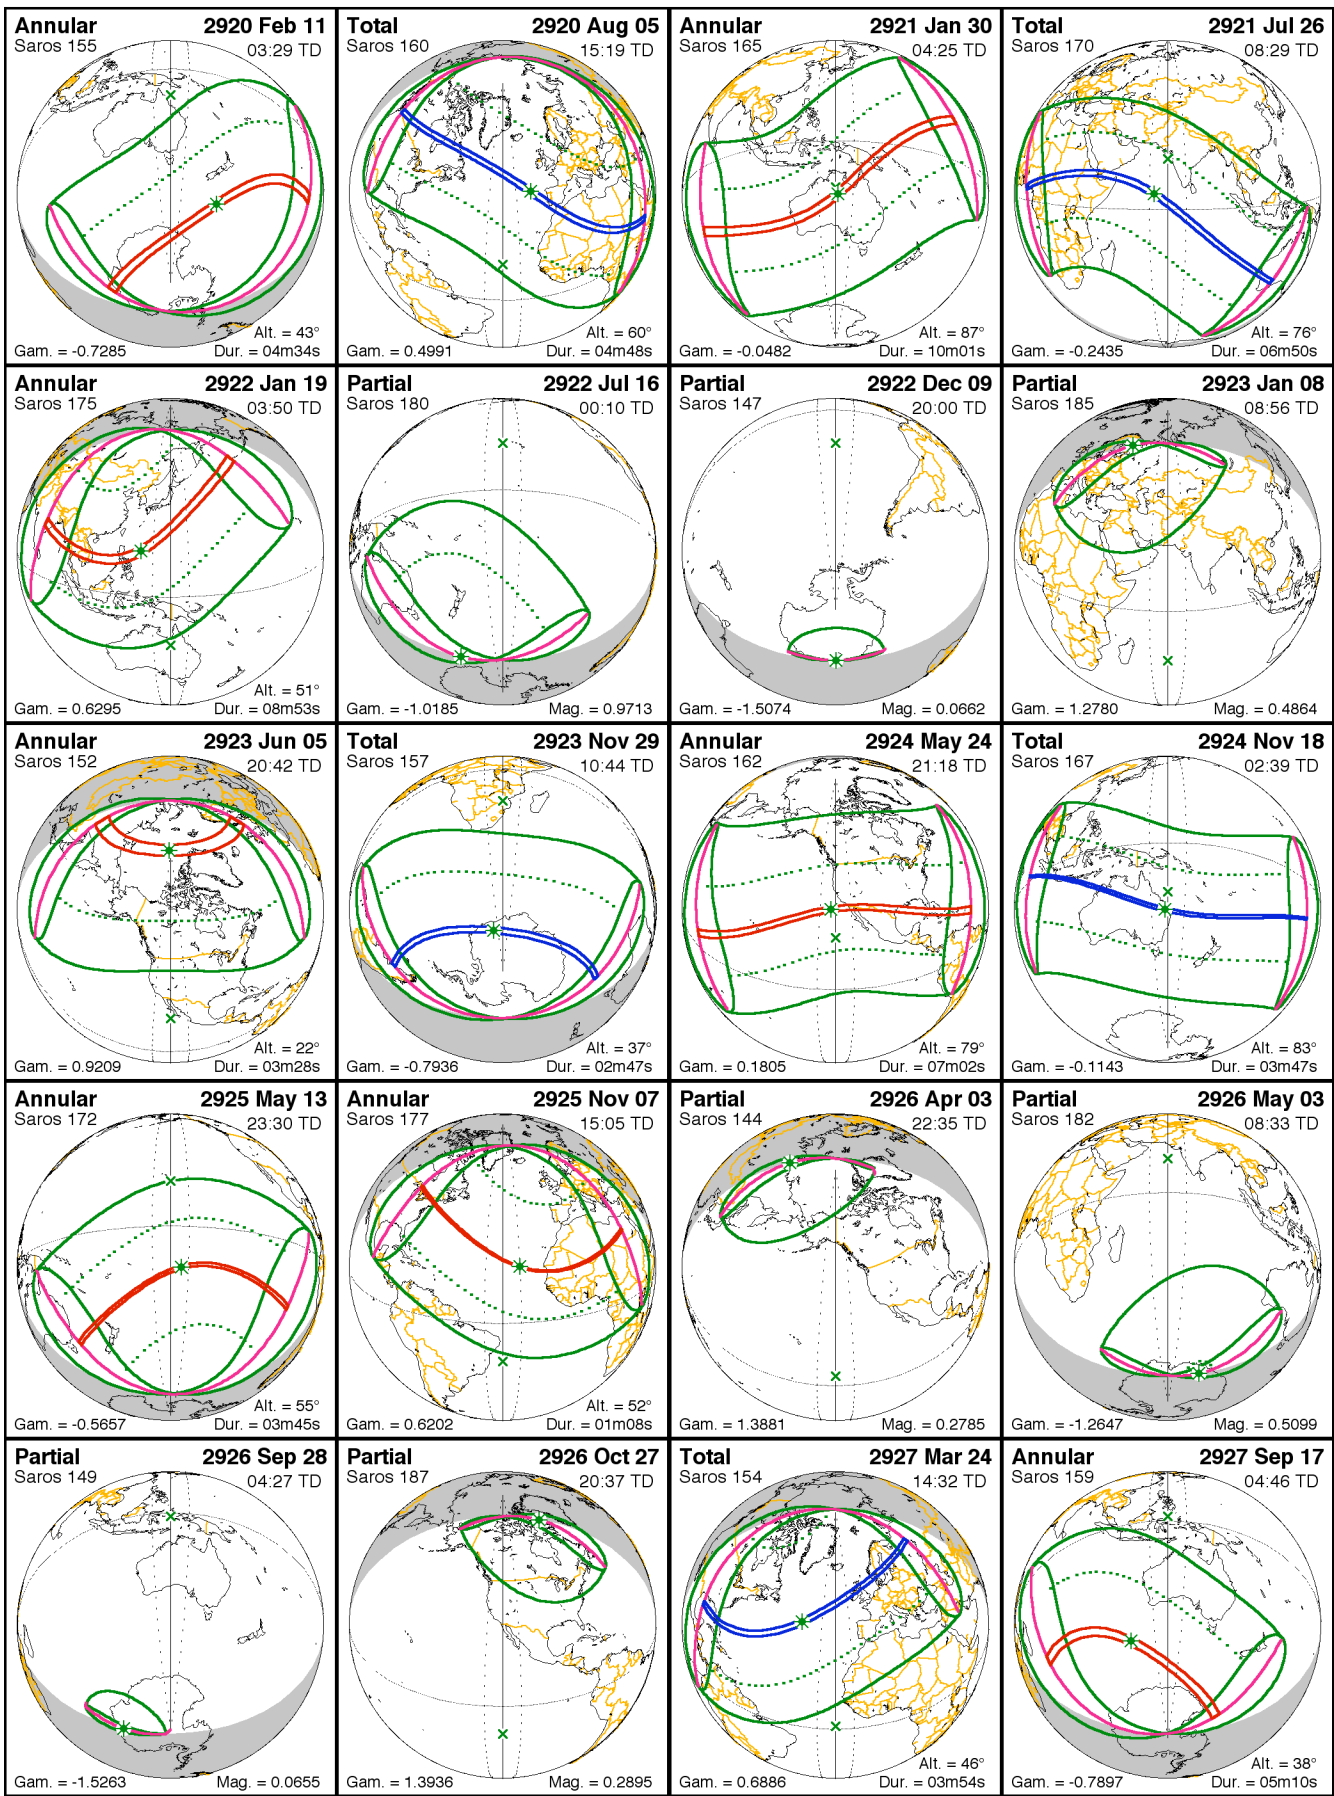 Annular 2920 Feb 11
Saros 155 03:29 TD
Alt. = 43°
Gam. = -0.7285 Dur. = 04m34s
Total 2920 Aug 05
Saros 160 15:19 TD
Alt. = 60°
Gam. = 0.4991 Dur. = 04m48s
Annular 2921 Jan 30
Saros 165 04:25 TD
Alt. = 87°
Gam. = -0.0482 Dur. = 10m01s
Total 2921 Jul 26
Saros 170 08:29 TD
Alt. = 76°
Gam. = -0.2435 Dur. = 06m50s
Annular 2922 Jan 19
Saros 175 03:50 TD
Alt. = 51°
Gam. = 0.6295 Dur. = 08m53s
Partial 2922 Jul 16
Saros 180 00:10 TD
Gam. = -1.0185 Mag. = 0.9713
Partial 2922 Dec 09
Saros 147 20:00 TD
Gam. = -1.5074 Mag. = 0.0662
Partial 2923 Jan 08
Saros 185 08:56 TD
Gam. = 1.2780 Mag. = 0.4864
Annular 2923 Jun 05
Saros 152 20:42 TD
Alt. = 22°
Gam. = 0.9209 Dur. = 03m28s
Total 2923 Nov 29
Saros 157 10:44 TD
Alt. = 37°
Gam. = -0.7936 Dur. = 02m47s
Annular 2924 May 24
Saros 162 21:18 TD
Alt. = 79°
Gam. = 0.1805 Dur. = 07m02s
Total 2924 Nov 18
Saros 167 02:39 TD
Alt. = 83°
Gam. = -0.1143 Dur. = 03m47s
Annular 2925 May 13
Saros 172 23:30 TD
Alt. = 55°
Gam. = -0.5657 Dur. = 03m45s
Annular 2925 Nov 07
Saros 177 15:05 TD
Alt. = 52°
Gam. = 0.6202 Dur. = 01m08s
Partial 2926 Apr 03
Saros 144 22:35 TD
Gam. = 1.3881 Mag. = 0.2785
Partial 2926 May 03
Saros 182 08:33 TD
Gam. = -1.2647 Mag. = 0.5099
Partial 2926 Sep 28
Saros 149 04:27 TD
Gam. = -1.5263 Mag. = 0.0655
Partial 2926 Oct 27
Saros 187 20:37 TD
Gam. = 1.3936 Mag. = 0.2895
Total 2927 Mar 24
Saros 154 14:32 TD
Alt. = 46°
Gam. = 0.6886 Dur. = 03m54s
Annular 2927 Sep 17
Saros 159 04:46 TD
Alt. = 38°
Gam. = -0.7897 Dur. = 05m10s